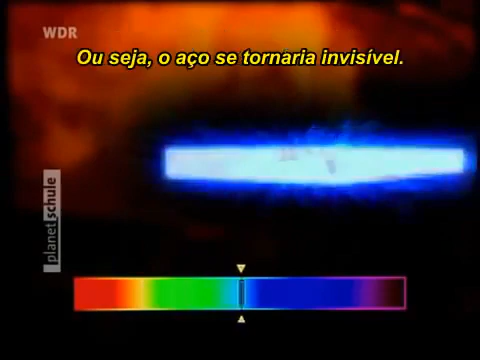 WDR
Ou seja, o aço se tornaria invisível.
planet schule